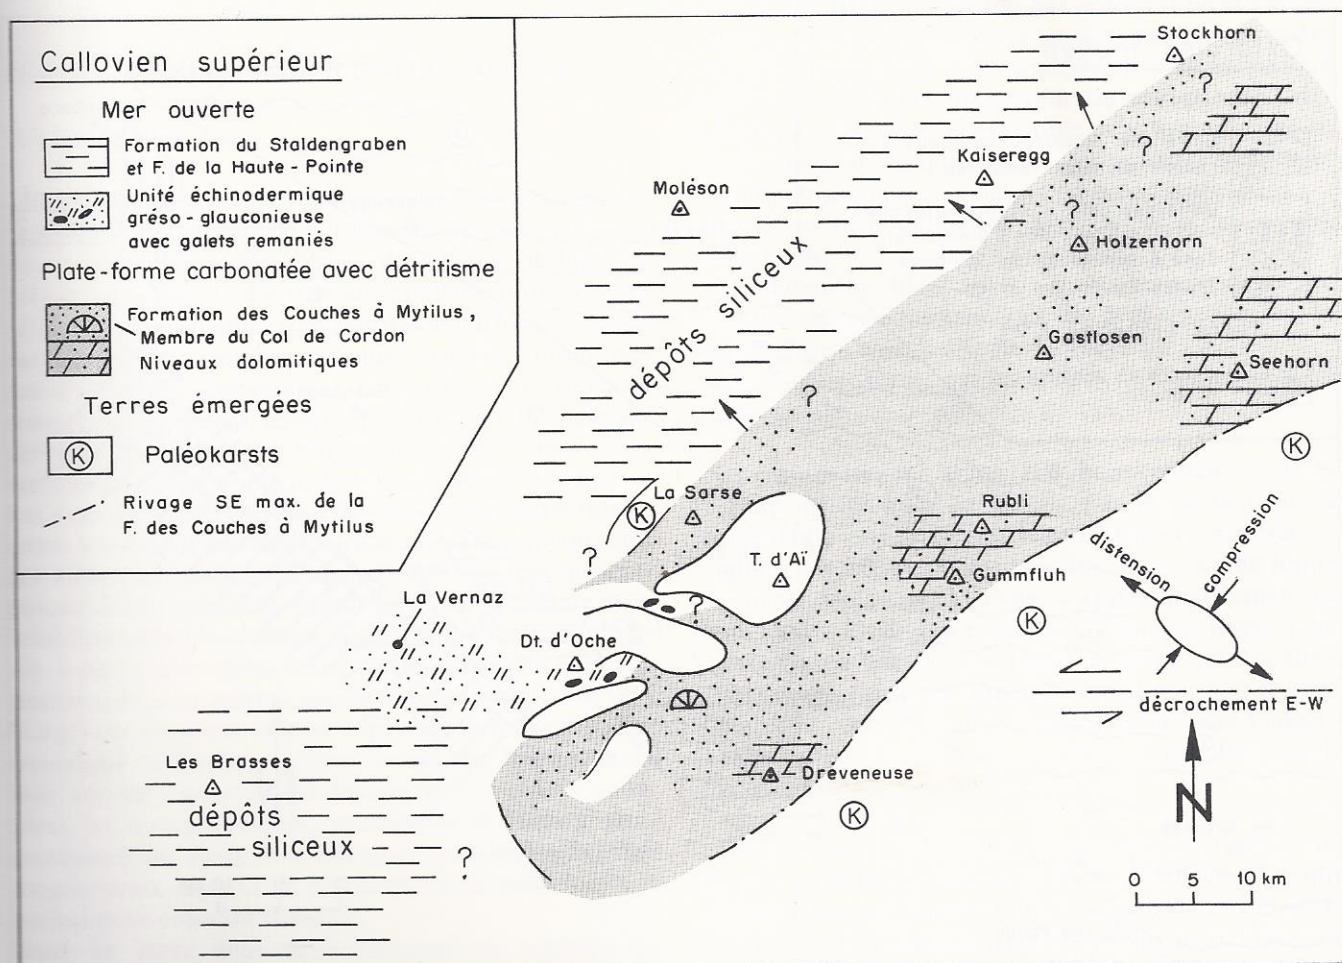 Callovien supérieur
Mer ouverte
Formation du Staldengraben
et F. de la Haute - Pointe
Unité échinodermique
gréso - glauconieuse
avec galets remaniés
Plate-forme carbonatée avec détritisme
Formation des Couches à Mytilus ,
Membre du Col de Cordon
Niveaux dolomitiques
Terres émergées
K
Paléokarsts
Rivage SE max. de la
F. des Couches à Mytilus
Stockhorn
?
?
Kaiseregg
Moléson
?
Holzerhorn
dépôts siliceux
Gastlosen
Seehorn
?
K
La Sarse
K
Rubli
distension
compression
?
T. d'Aï
Gummfluh
La Vernaz
?
K
Dt. d'Oche
décrochement E-W
Les Brasses
Dréveneuse
dépôts
siliceux
K
N
?
0 5 10 km